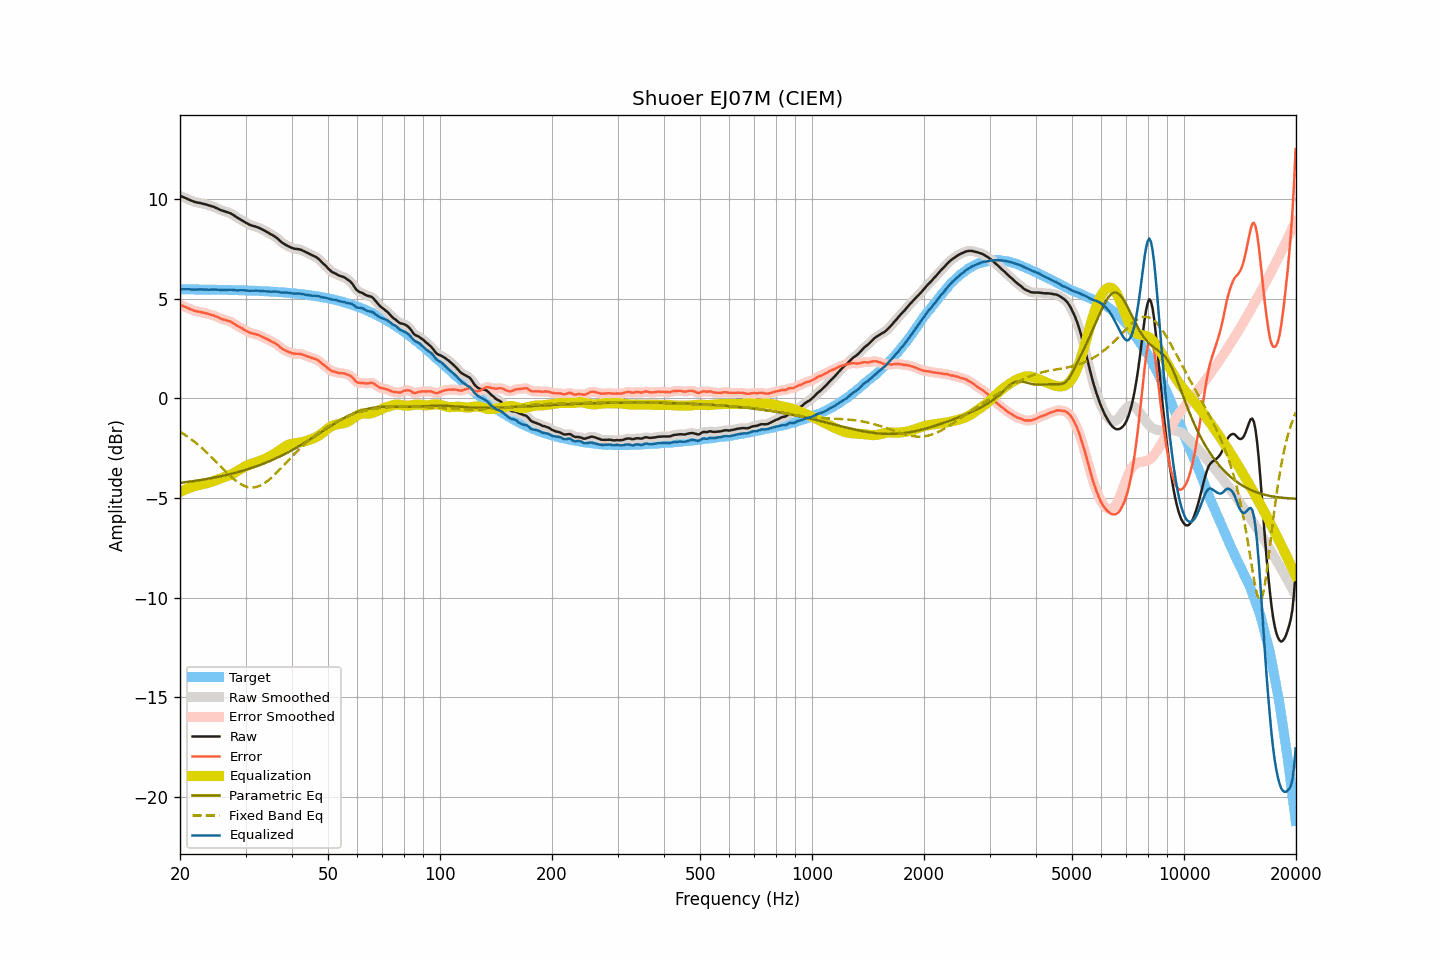 Shuoer EJ07M (CIEM)
Amplitude (dBr)
10
5
0
−5
−10
−15
−20
Target
Raw Smoothed
Error Smoothed
Raw
Error
Equalization
Parametric Eq
Fixed Band Eq
Equalized
20 50 100 200 500 1000 2000 5000 10000 20000
Frequency (Hz)